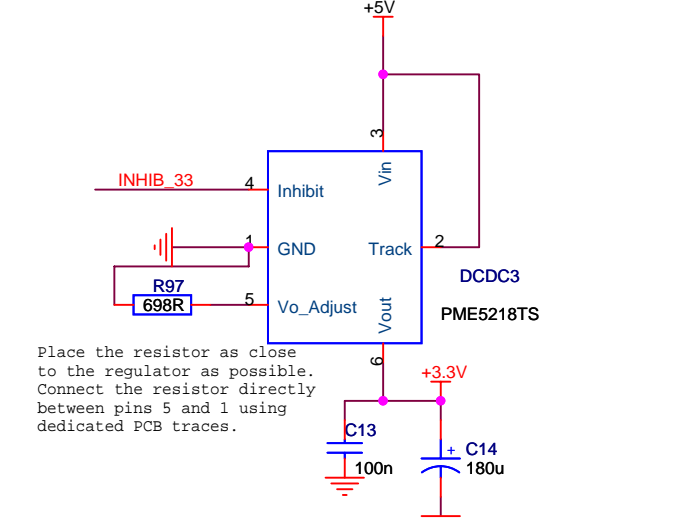 +5V
3
Vin
INHIB_33
4
Inhibit
1
GND
Track
2
DCDC3
R97
698R
5
Vo_Adjust
Vout
PME5218TS
6
Place the resistor as close
to the regulator as possible.
Connect the resistor directly
between pins 5 and 1 using
dedicated PCB traces.
+3.3V
C13
100n
+
C14
180u